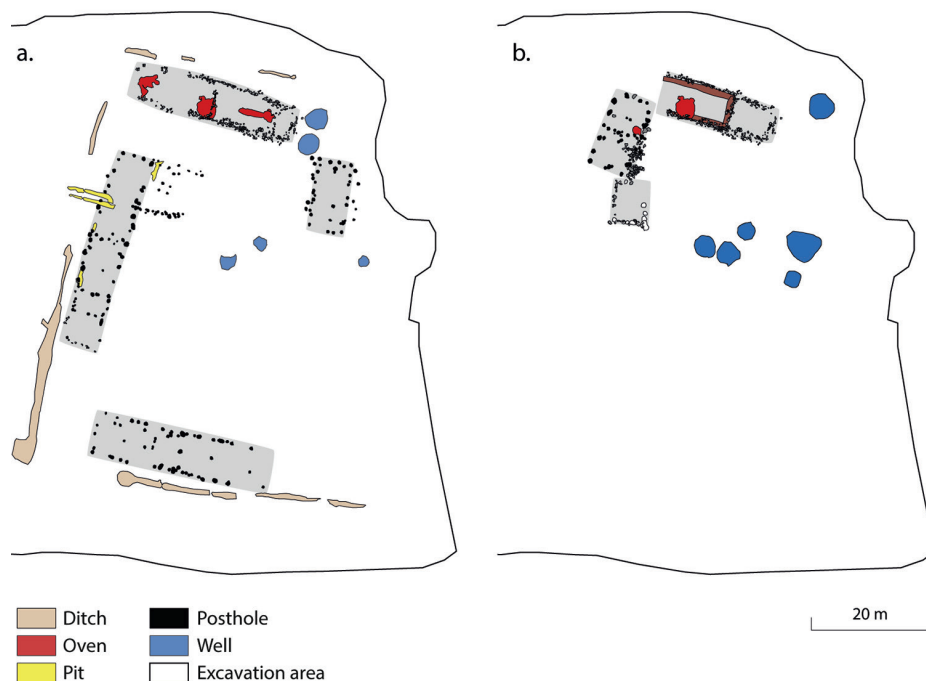 a.
b.
Ditch
Posthole
Oven
Well
Pit
Excavation area
20 m